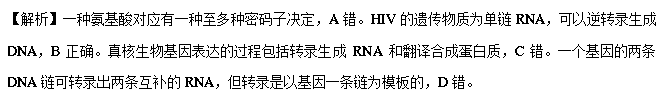 【解析】一种氨基酸对应有一种至多种密码子决定，A 错。HIV 的遗传物质为单链 RNA，可以逆转录生成
DNA，B 正确。真核生物基因表达的过程包括转录生成 RNA 和翻译合成蛋白质，C 错。一个基因的两条
DNA 链可转录出两条互补的 RNA，但转录是以基因一条链为模板的，D 错。